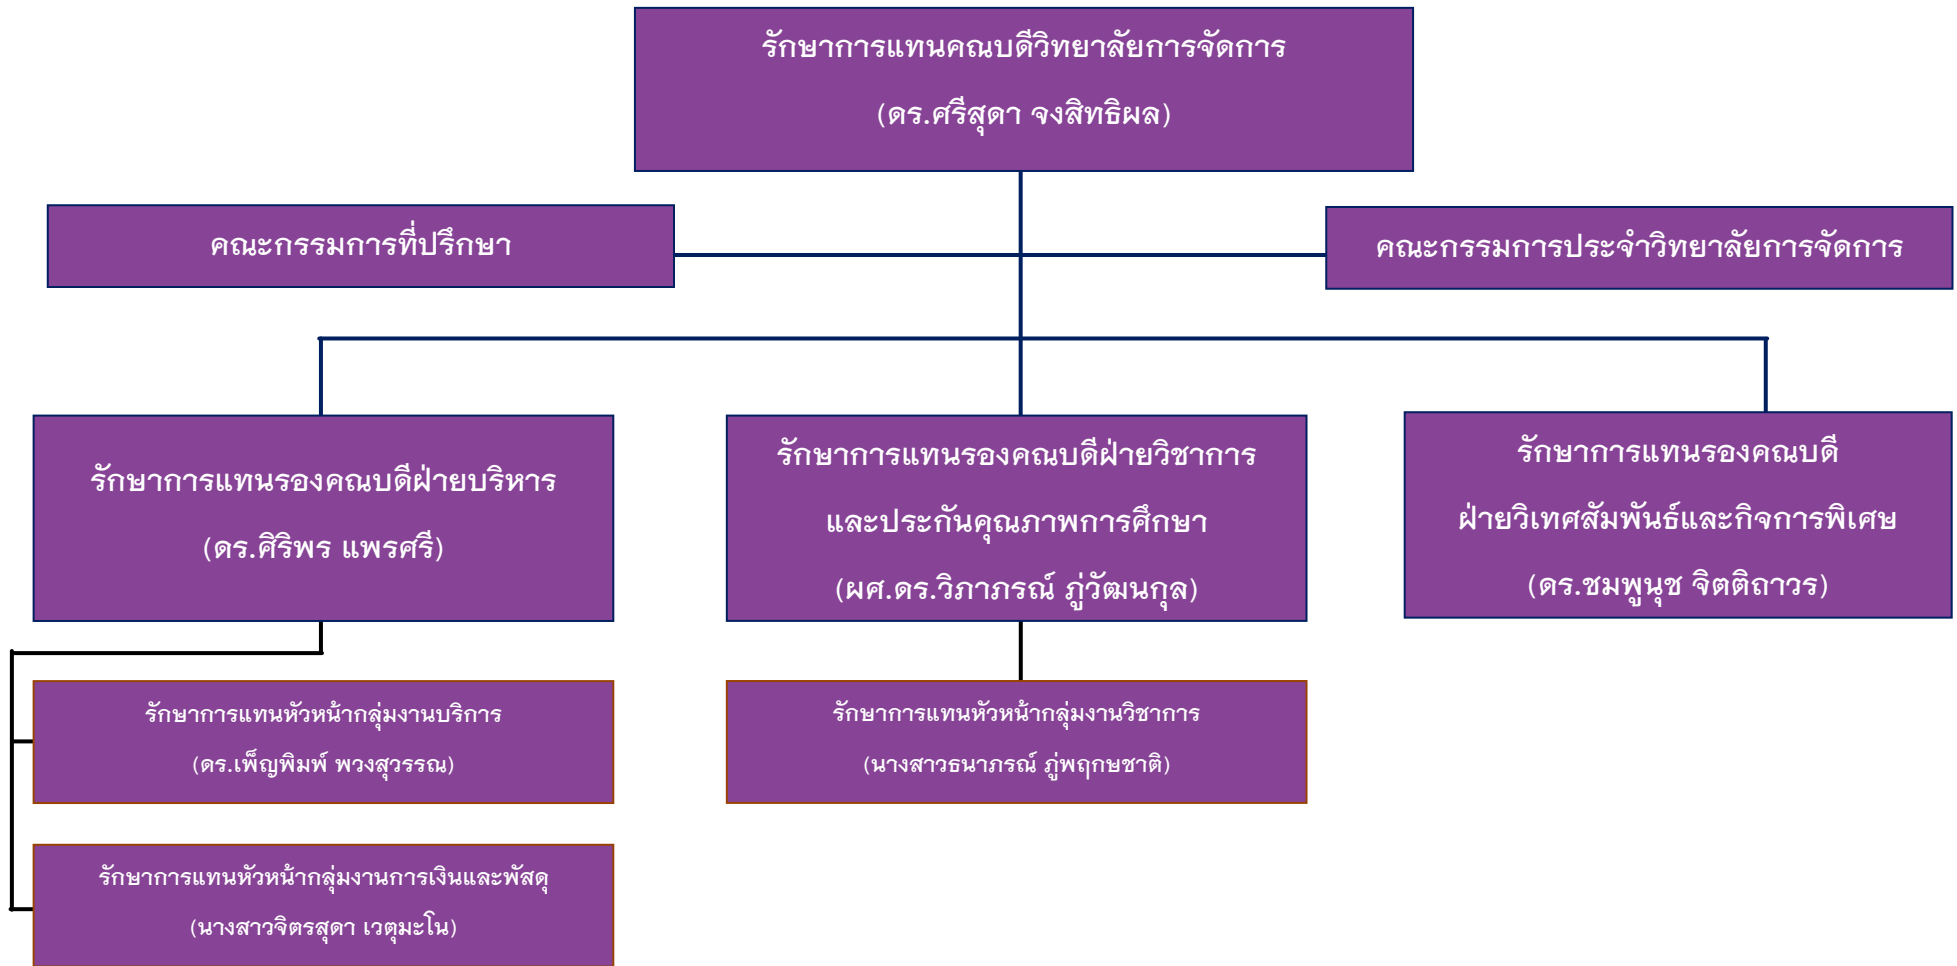 รักษาการแทนคณบดีวิทยาลัยการจัดการ
(ดร.ศรีสุดา จงสิทธิผล)
คณะกรรมการที่ปรึกษา
คณะกรรมการประจำวิทยาลัยการจัดการ
รักษาการแทนรองคณบดีฝ่ายบริหาร
(ดร.ศิริพร แพรศรี)
รักษาการแทนรองคณบดีฝ่ายวิชาการ
และประกันคุณภาพการศึกษา
(ผศ.ดร.วิภาภรณ์ ภู่วัฒนกุล)
รักษาการแทนรองคณบดี
ฝ่ายวิเทศสัมพันธ์และกิจการพิเศษ
(ดร.ชมพูนุช จิตติถาวร)
รักษาการแทนหัวหน้ากลุ่มงานบริการ
(ดร.เพ็ญพิมพ์ พวงสุวรรณ)
รักษาการแทนหัวหน้ากลุ่มงานวิชาการ
(นางสาวธนาภรณ์ ภู่พฤกษชาติ)
รักษาการแทนหัวหน้ากลุ่มงานการเงินและพัสดุ
(นางสาวจิตรสุดา เวตุมะโน)